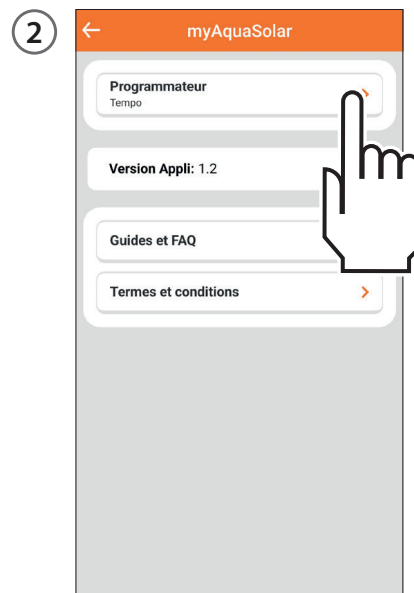 2
myAquaSolar
Programmateur
Tempo
Version Appli: 1.2
Guides et FAQ
Termes et conditions